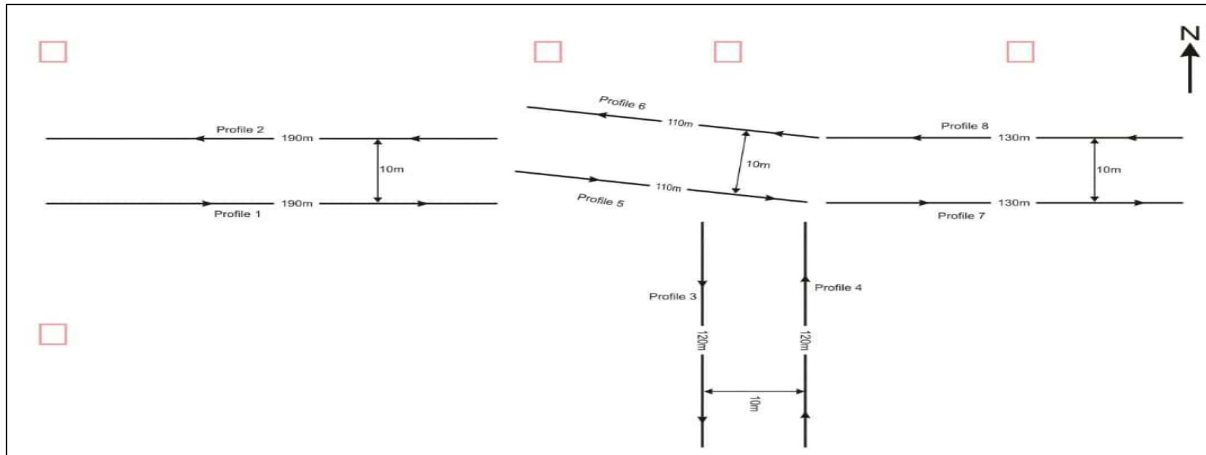 N
Profile 6
110m
Profile 2
190m
Profile 8
130m
10m
10m
10m
110m
Profile 5
190m
Profile 1
130m
Profile 7
Profile 3
Profile 4
120m
120m
10m